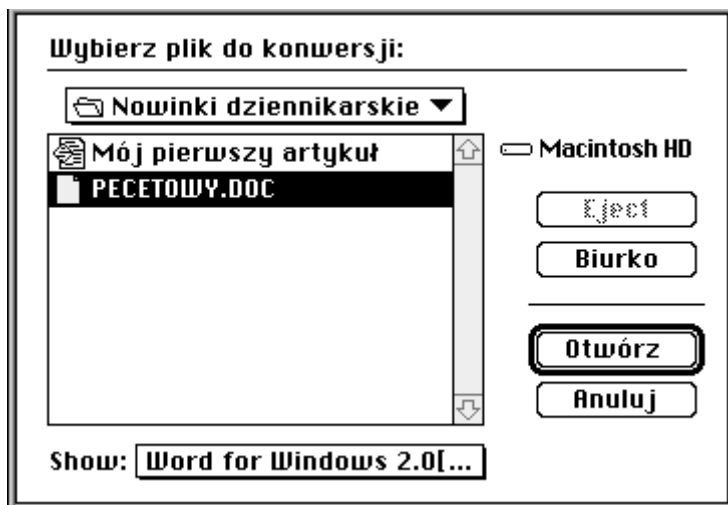 Wybierz plik do konwersji:
Nowinki dziennikarskie
Mój pierwszy artykuł
PECETOWY.DOC
Macintosh HD
Eject
Biurko
Otwórz
Anuluj
Show: Word for Windows 2.0[...